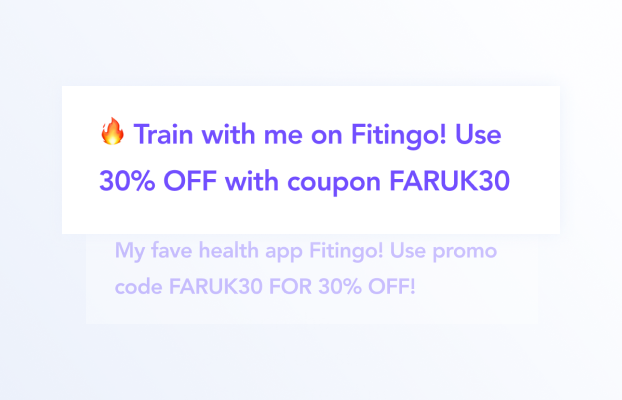 🔥 Train with me on Fitingo! Use
30% OFF with coupon FARUK30
My fave health app Fitingo! Use promo
code FARUK30 FOR 30% OFF!